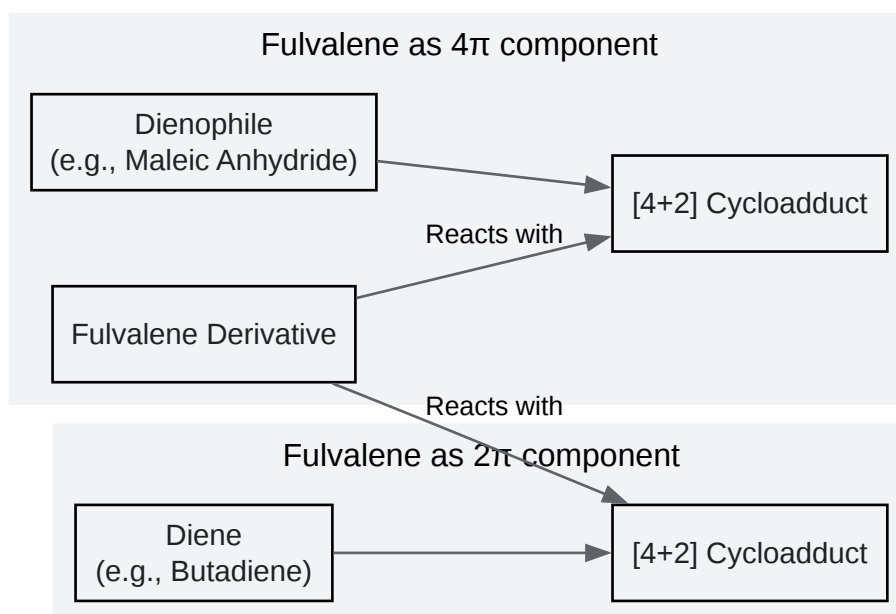 Fulvalene as 4π component
Dienophile
(e.g., Maleic Anhydride)
[4+2] Cycloadduct
Reacts with
Fulvalene Derivative
Reacts with
Fulvalene as 2π component
Diene
(e.g., Butadiene)
[4+2] Cycloadduct